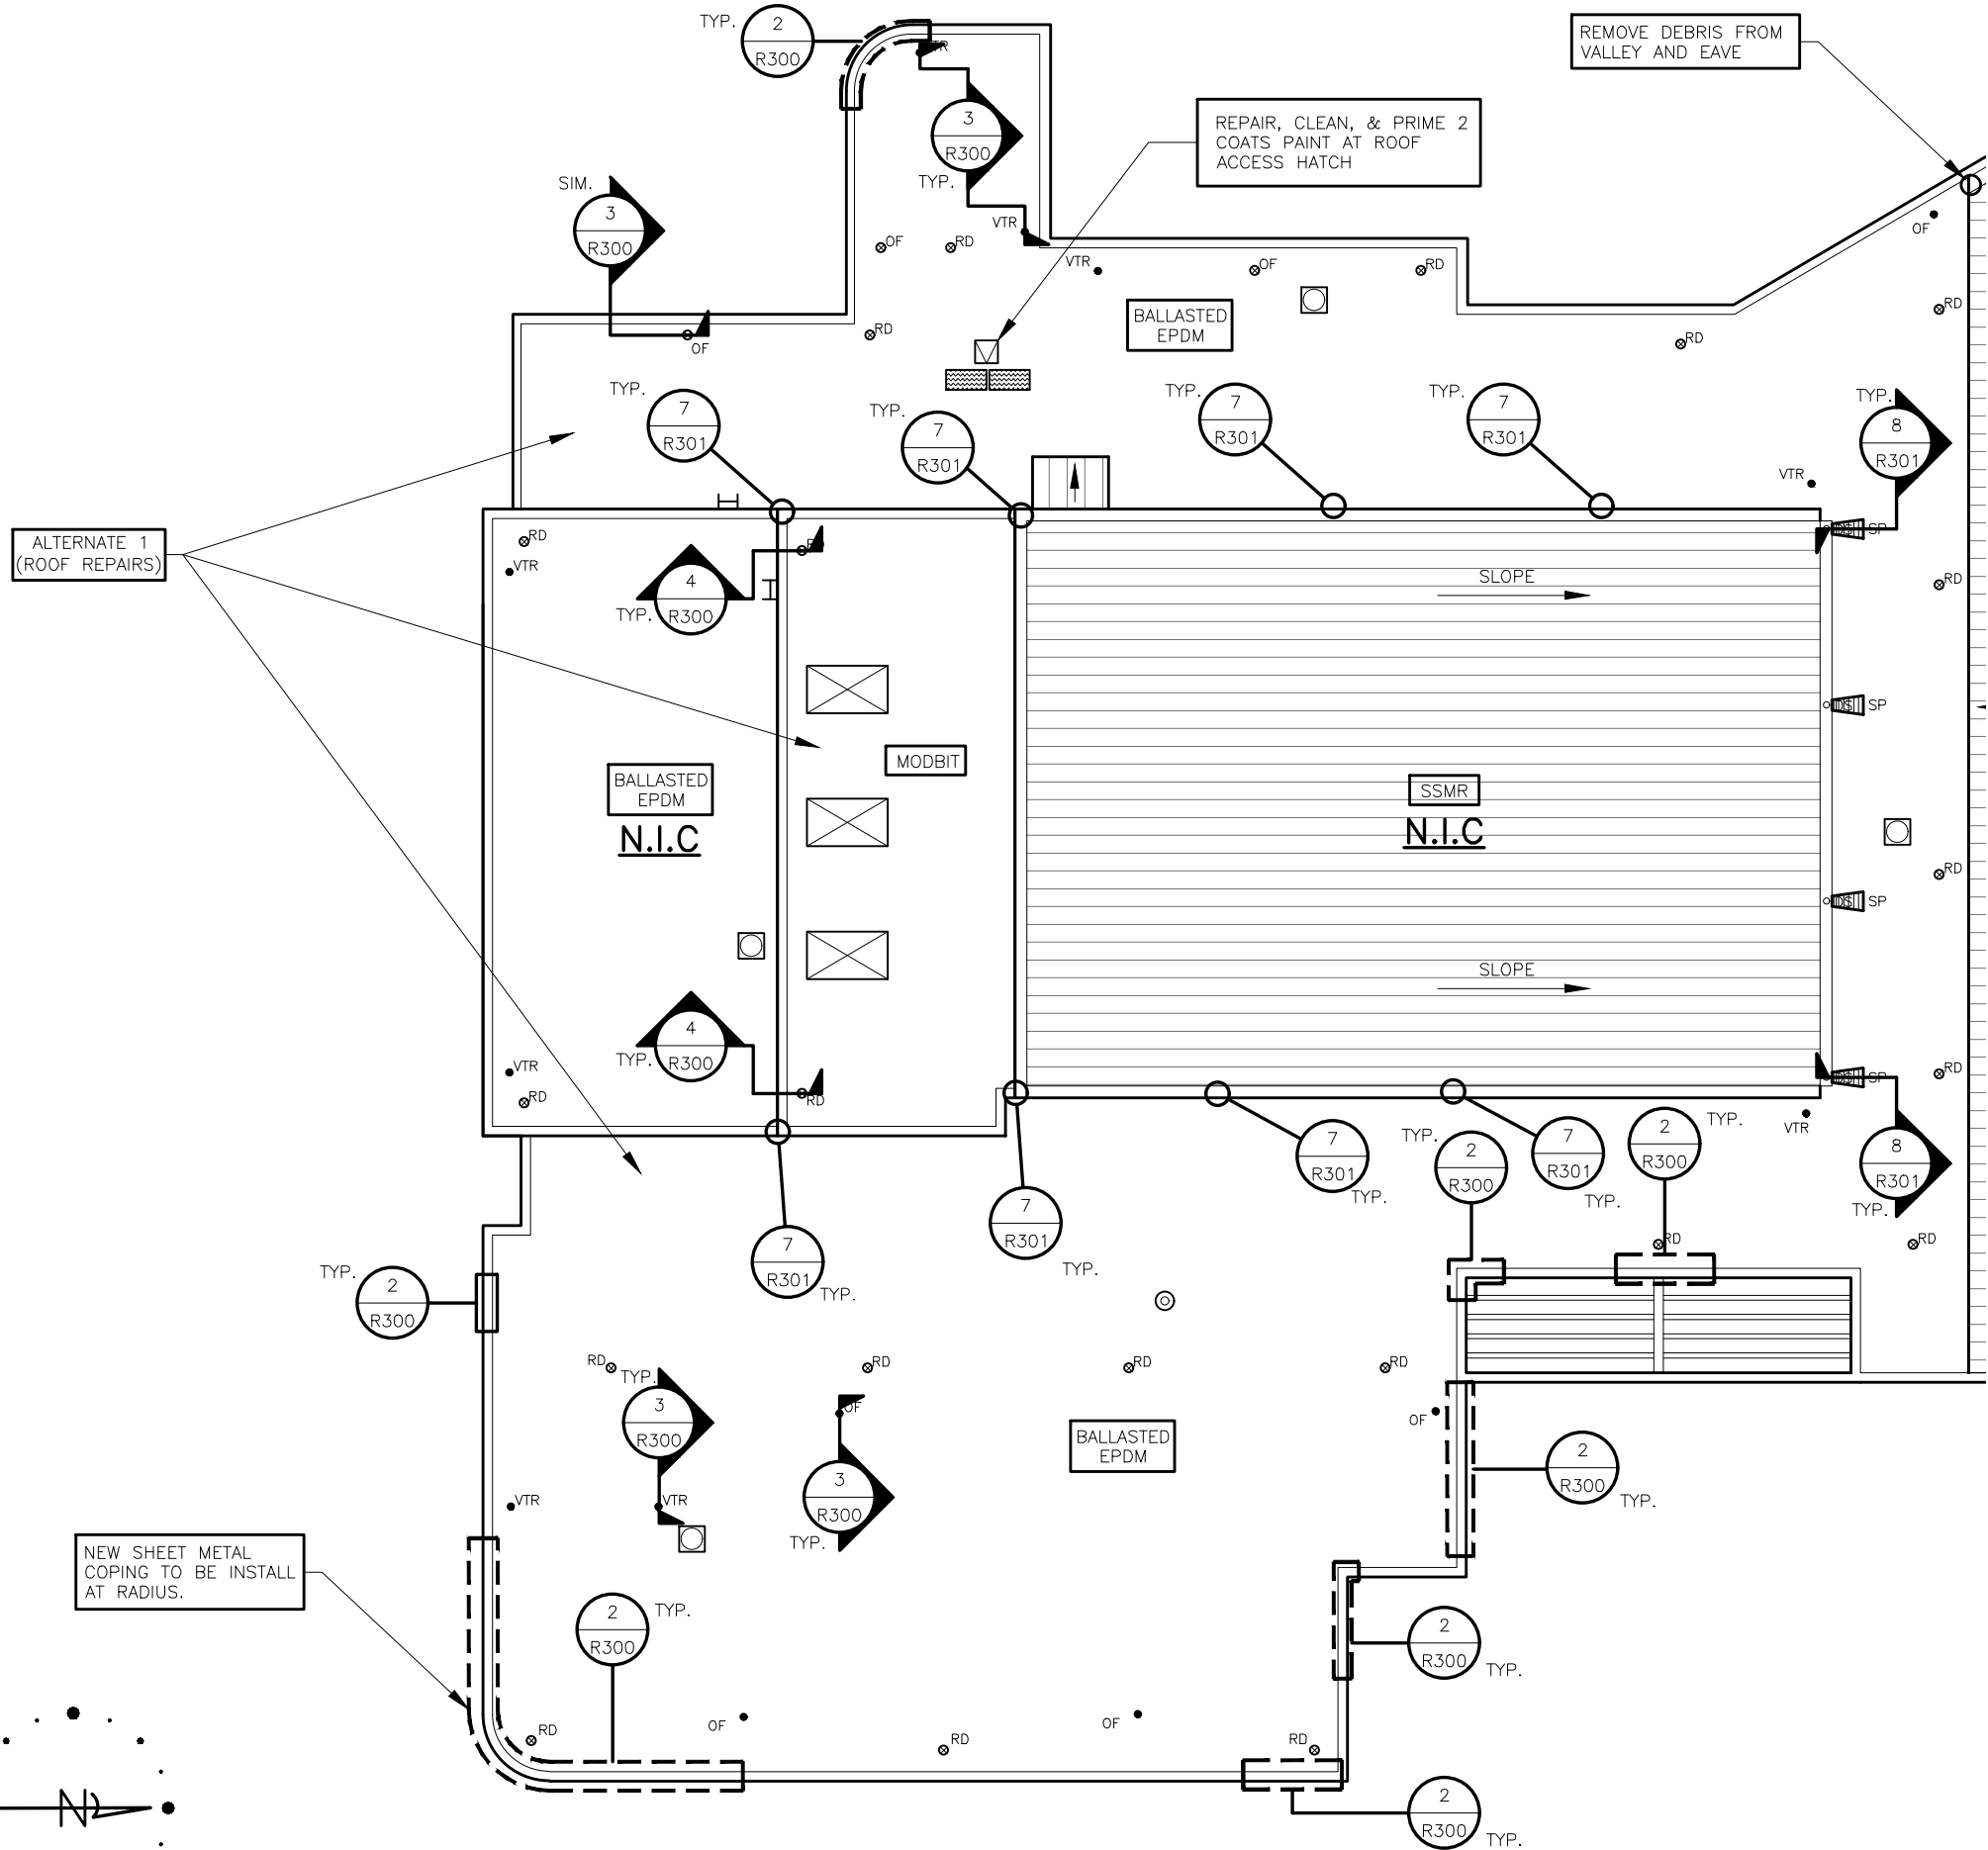 TYP.
2
R300
VTR
REMOVE DEBRIS FROM
VALLEY AND EAVE
3
R300
TYP.
REPAIR, CLEAN, & PRIME 2
COATS PAINT AT ROOF
ACCESS HATCH
SIM.
3
R300
VTR
OF
OF
RD
VTR
OF
RD
RD
BALLASTED
EPDM
OF
RD
RD
TYP.
7
R301
TYP.
7
R301
TYP.
7
R301
TYP.
7
R301
TYP.
8
R301
VTR
ALTERNATE 1
(ROOF REPAIRS)
RD
VTR
RD
DS
SP
4
R300
TYP.
SLOPE
RD
DS
SP
MODBIT
BALLASTED
EPDM
N.I.C
SSMR
N.I.C
RD
DS
SP
SLOPE
4
R300
TYP.
VTR
RD
RD
DS
SP
RD
VTR
7
R301
TYP.
7
R301
TYP.
TYP.
2
R300
2
R300
TYP.
8
R301
TYP.
7
R301
TYP.
7
R301
TYP.
RD
RD
TYP.
2
R300
RD
TYP.
RD
RD
RD
3
R300
OF
OF
BALLASTED
EPDM
2
R300
TYP.
VTR
VTR
3
R300
TYP.
NEW SHEET METAL
COPING TO BE INSTALL
AT RADIUS.
2
R300
TYP.
2
R300
TYP.
RD
OF
OF
RD
RD
N
2
R300
TYP.